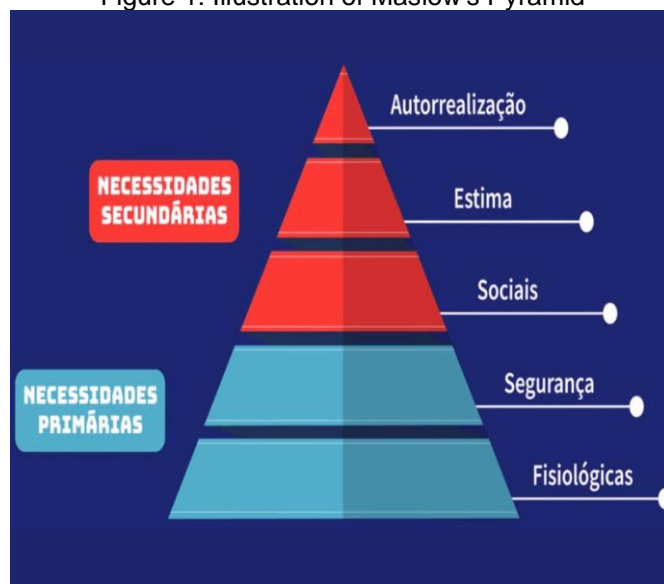 Figure 1: Illustration of Maslow's Pyramid
Autorrealização
NECESSIDADES
SECUNDÁRIAS
Estima
Sociais
Segurança
NECESSIDADES
PRIMÁRIAS
Fisiológicas